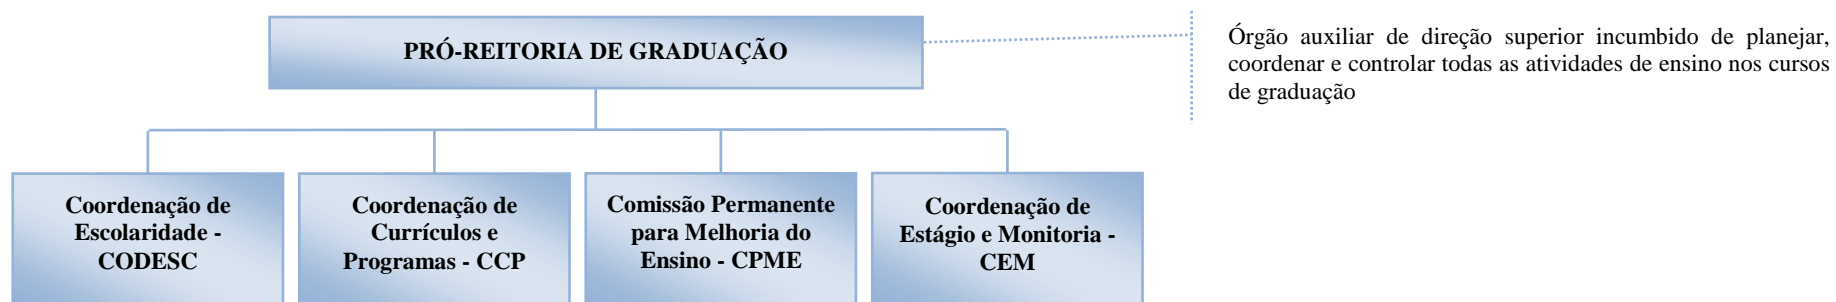 PRÓ-REITORIA DE GRADUAÇÃO
Órgão auxiliar de direção superior incumbido de planejar,
coordenar e controlar todas as atividades de ensino nos cursos
de graduação
Coordenação de
Escolaridade -
CODESC
Coordenação de
Currículos e
Programas - CCP
Comissão Permanente
para Melhoria do
Ensino - CPME
Coordenação de
Estágio e Monitoria -
CEM